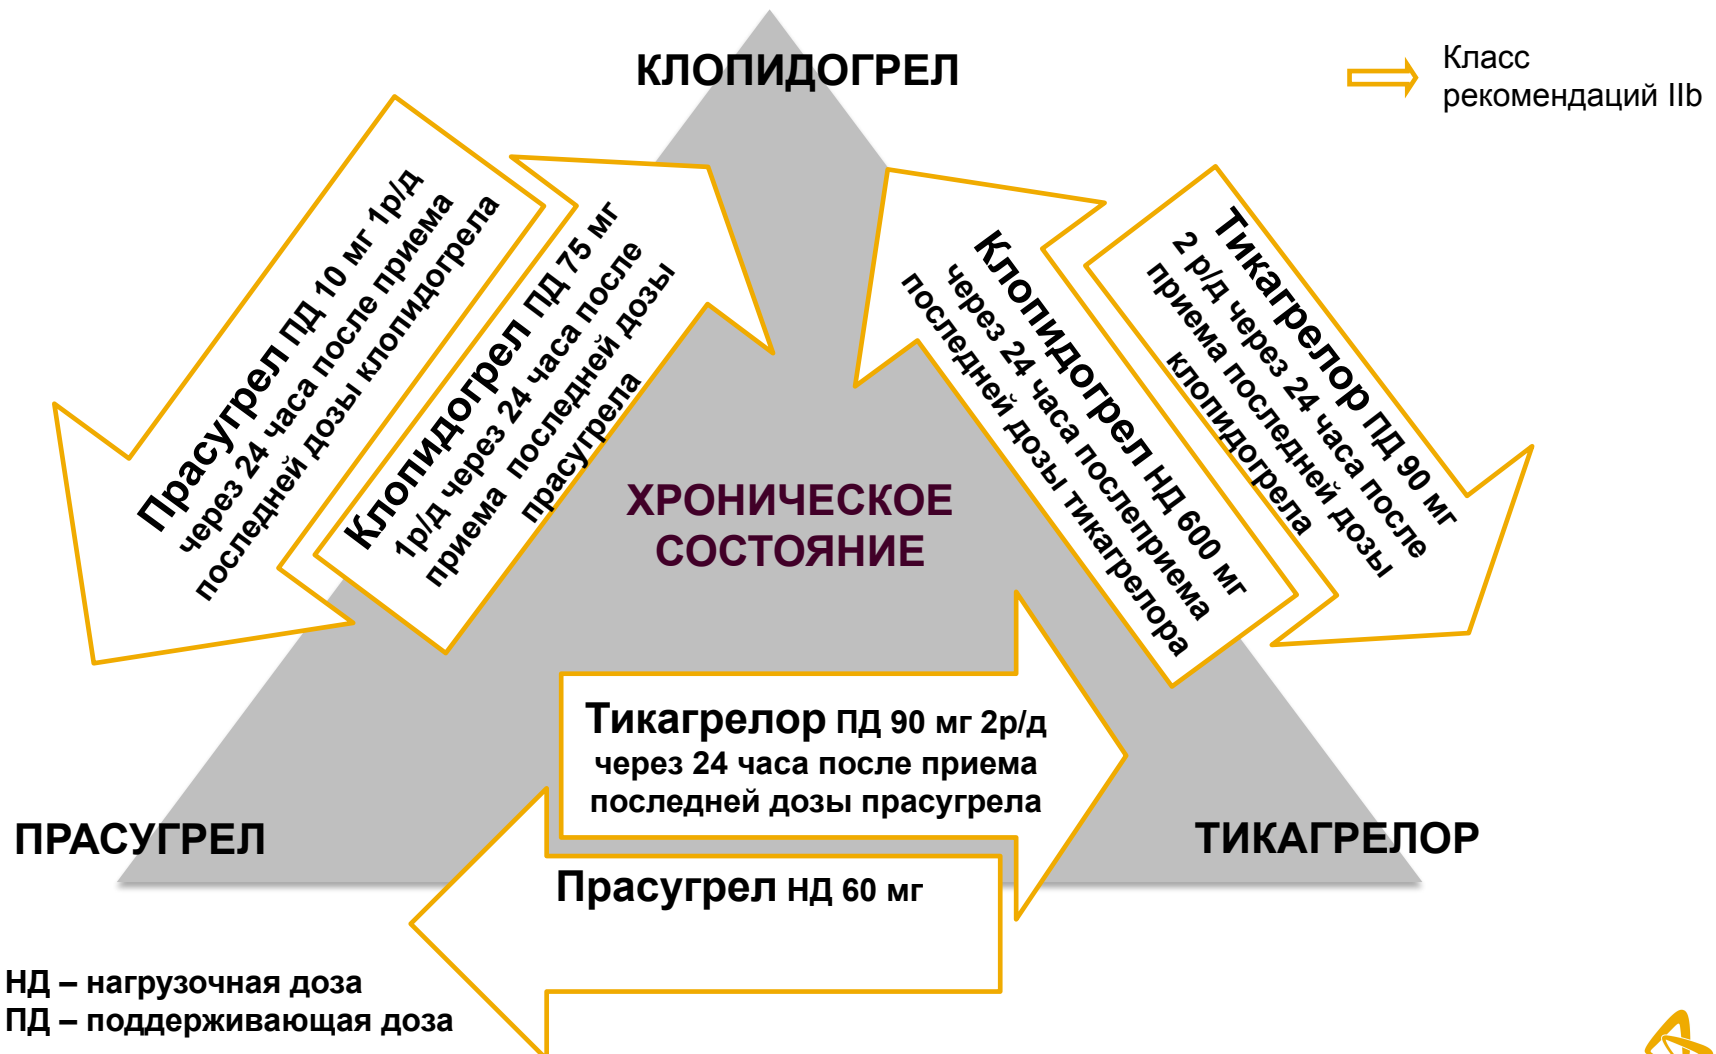 КЛОПИДОГРЕЛ
Класс
рекомендаций IIb
Прасугрел ПД 10 мг 1р/д
через 24 часа после приема
последней дозы клопидогрела
Клопидогрел ПД 75 мг
1р/д через 24 часа после
приема последней дозы
прасугрела
Клопидогрел НД 600 мг
через 24 часа послеприема
последней дозы тикагрелора
Тикагрелор ПД 90 мг
2 р/д через 24 часа после
приема последней дозы
клопидогрела
ХРОНИЧЕСКОЕ
СОСТОЯНИЕ
Тикагрелор ПД 90 мг 2р/д
через 24 часа после приема
последней дозы прасугрела
ПРАСУГРЕЛ
ТИКАГРЕЛОР
Прасугрел НД 60 мг
НД – нагрузочная доза
ПД – поддерживающая доза